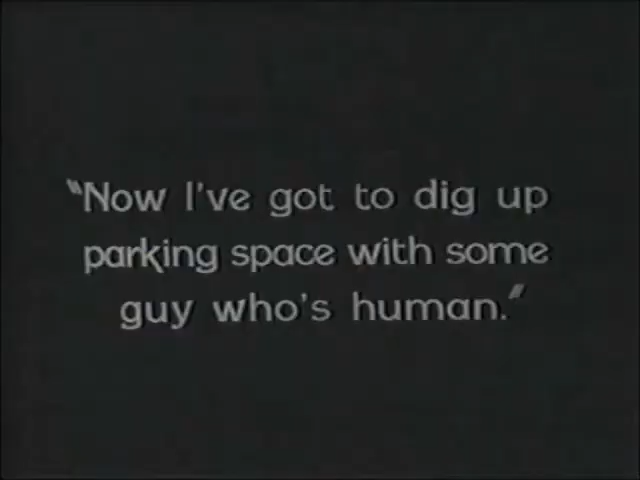 "Now I've got to dig up
parking space with some
guy who's human."